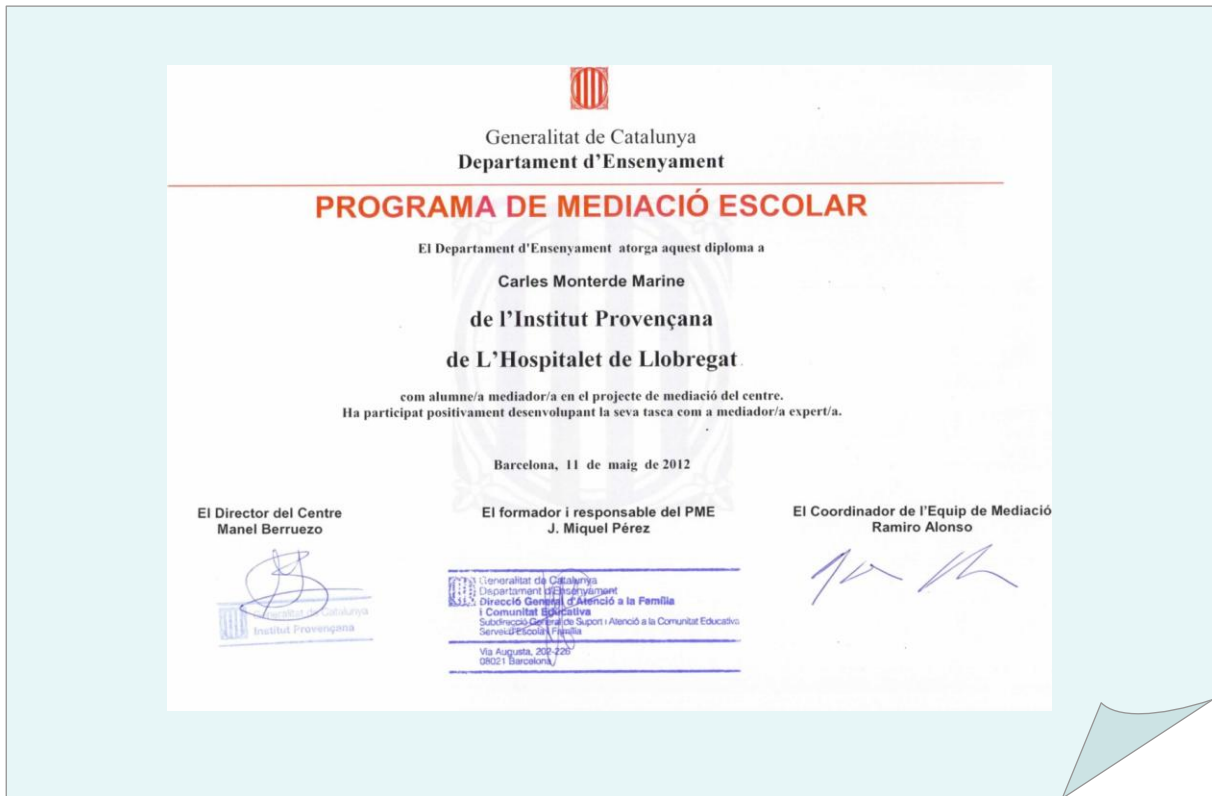 Generalitat de Catalunya
Departament d'Ensenyament
PROGRAMA DE MEDIACIÓ ESCOLAR
El Departament d'Ensenyament atorga aquest diploma a
Carles Monterde Marine
de l'Institut Provençana
de L'Hospitalet de Llobregat
com alumne/a mediador/a en el projecte de mediació del centre.
Ha participat positivament desenvolupant la seva tasca com a mediador/a expert/a.
Barcelona, 11 de maig de 2012
El Director del Centre
Manel Berruezo
El formador i responsable del PME
J. Miquel Pérez
El Coordinador de l'Equip de Mediació
Ramiro Alonso
Generalitat de Catalunya
Institut Provençana
Generalitat de Catalunya
Departament d'Ensenyament
Direcció General d'Atenció a la Família
i Comunitat Educativa
Subdirecció General de Suport i Atenció a la Comunitat Educativa
Servei d'Escola i Família
Via Augusta, 202-226
08021 Barcelona